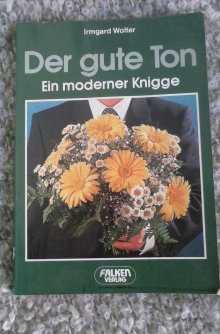 Irmgard Wolter
Der gute Ton
Ein moderner Knigge
FALKEN
VERLAG